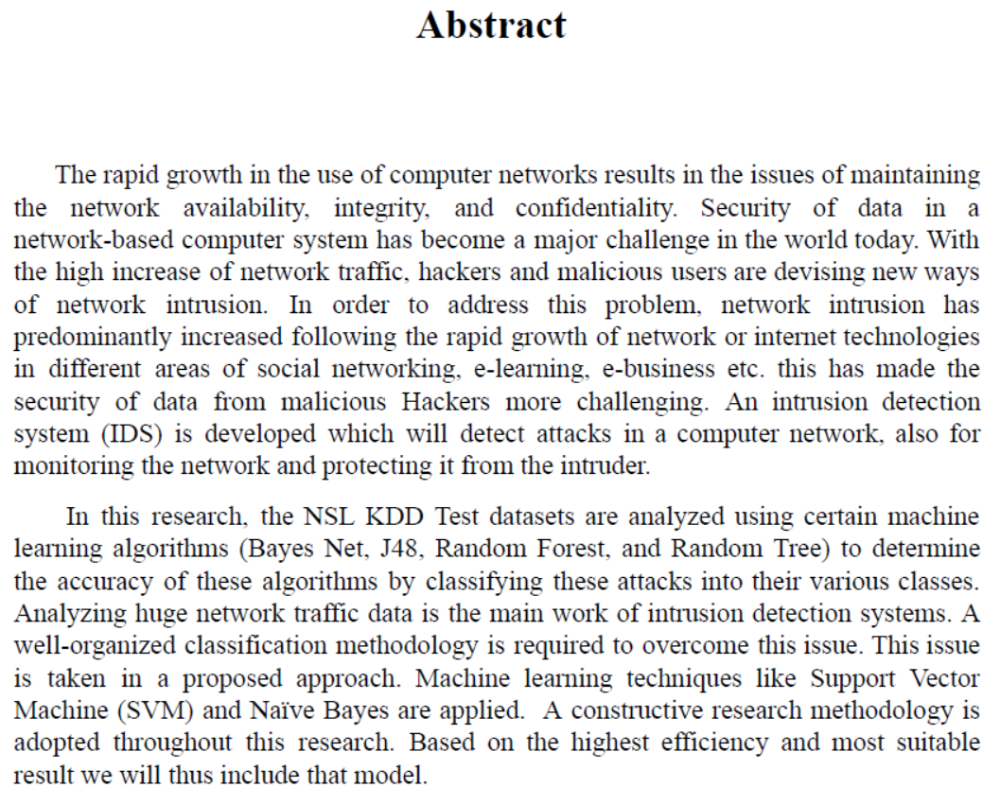 Abstract
The rapid growth in the use of computer networks results in the issues of maintaining
the network availability, integrity, and confidentiality. Security of data in a
network-based computer system has become a major challenge in the world today. With
the high increase of network traffic, hackers and malicious users are devising new ways
of network intrusion. In order to address this problem, network intrusion has
predominantly increased following the rapid growth of network or internet technologies
in different areas of social networking, e-learning, e-business etc. this has made the
security of data from malicious Hackers more challenging. An intrusion detection
system (IDS) is developed which will detect attacks in a computer network, also for
monitoring the network and protecting it from the intruder.
In this research, the NSL KDD Test datasets are analyzed using certain machine
learning algorithms (Bayes Net, J48, Random Forest, and Random Tree) to determine
the accuracy of these algorithms by classifying these attacks into their various classes.
Analyzing huge network traffic data is the main work of intrusion detection systems. A
well-organized classification methodology is required to overcome this issue. This issue
is taken in a proposed approach. Machine learning techniques like Support Vector
Machine (SVM) and Naïve Bayes are applied.  A constructive research methodology is
adopted throughout this research. Based on the highest efficiency and most suitable
result we will thus include that model.